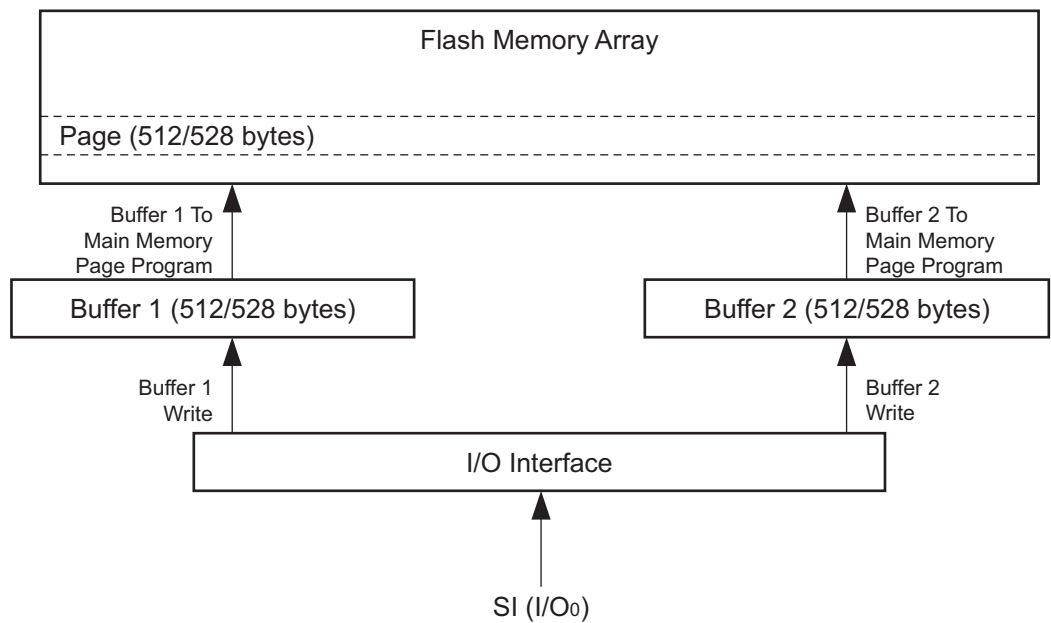 Flash Memory Array
Page (512/528 bytes)
Buffer 1 To
Main Memory
Page Program
Buffer 2 To
Main Memory
Page Program
Buffer 1 (512/528 bytes)
Buffer 2 (512/528 bytes)
Buffer 1
Write
Buffer 2
Write
I/O Interface
SI (I/O0)